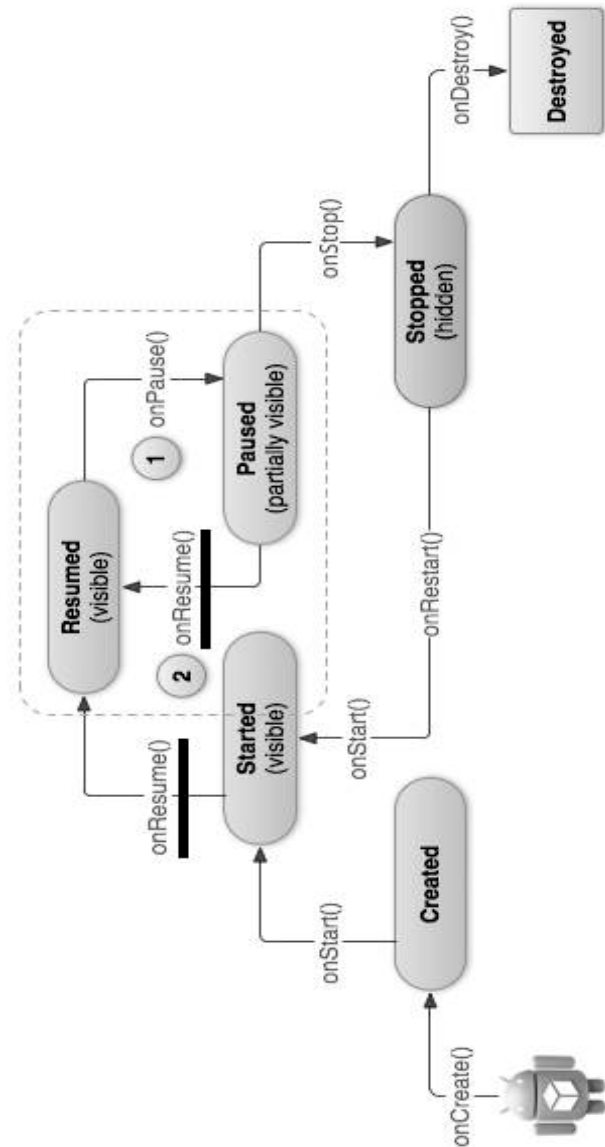 Resumed
(visible)
onResume()
2
onResume()
1
onPause()
Started
(visible)
Paused
(partially visible)
onStart()
onStart()
onStop()
Created
onRestart()
Stopped
(hidden)
onCreate()
onDestroy()
Destroyed